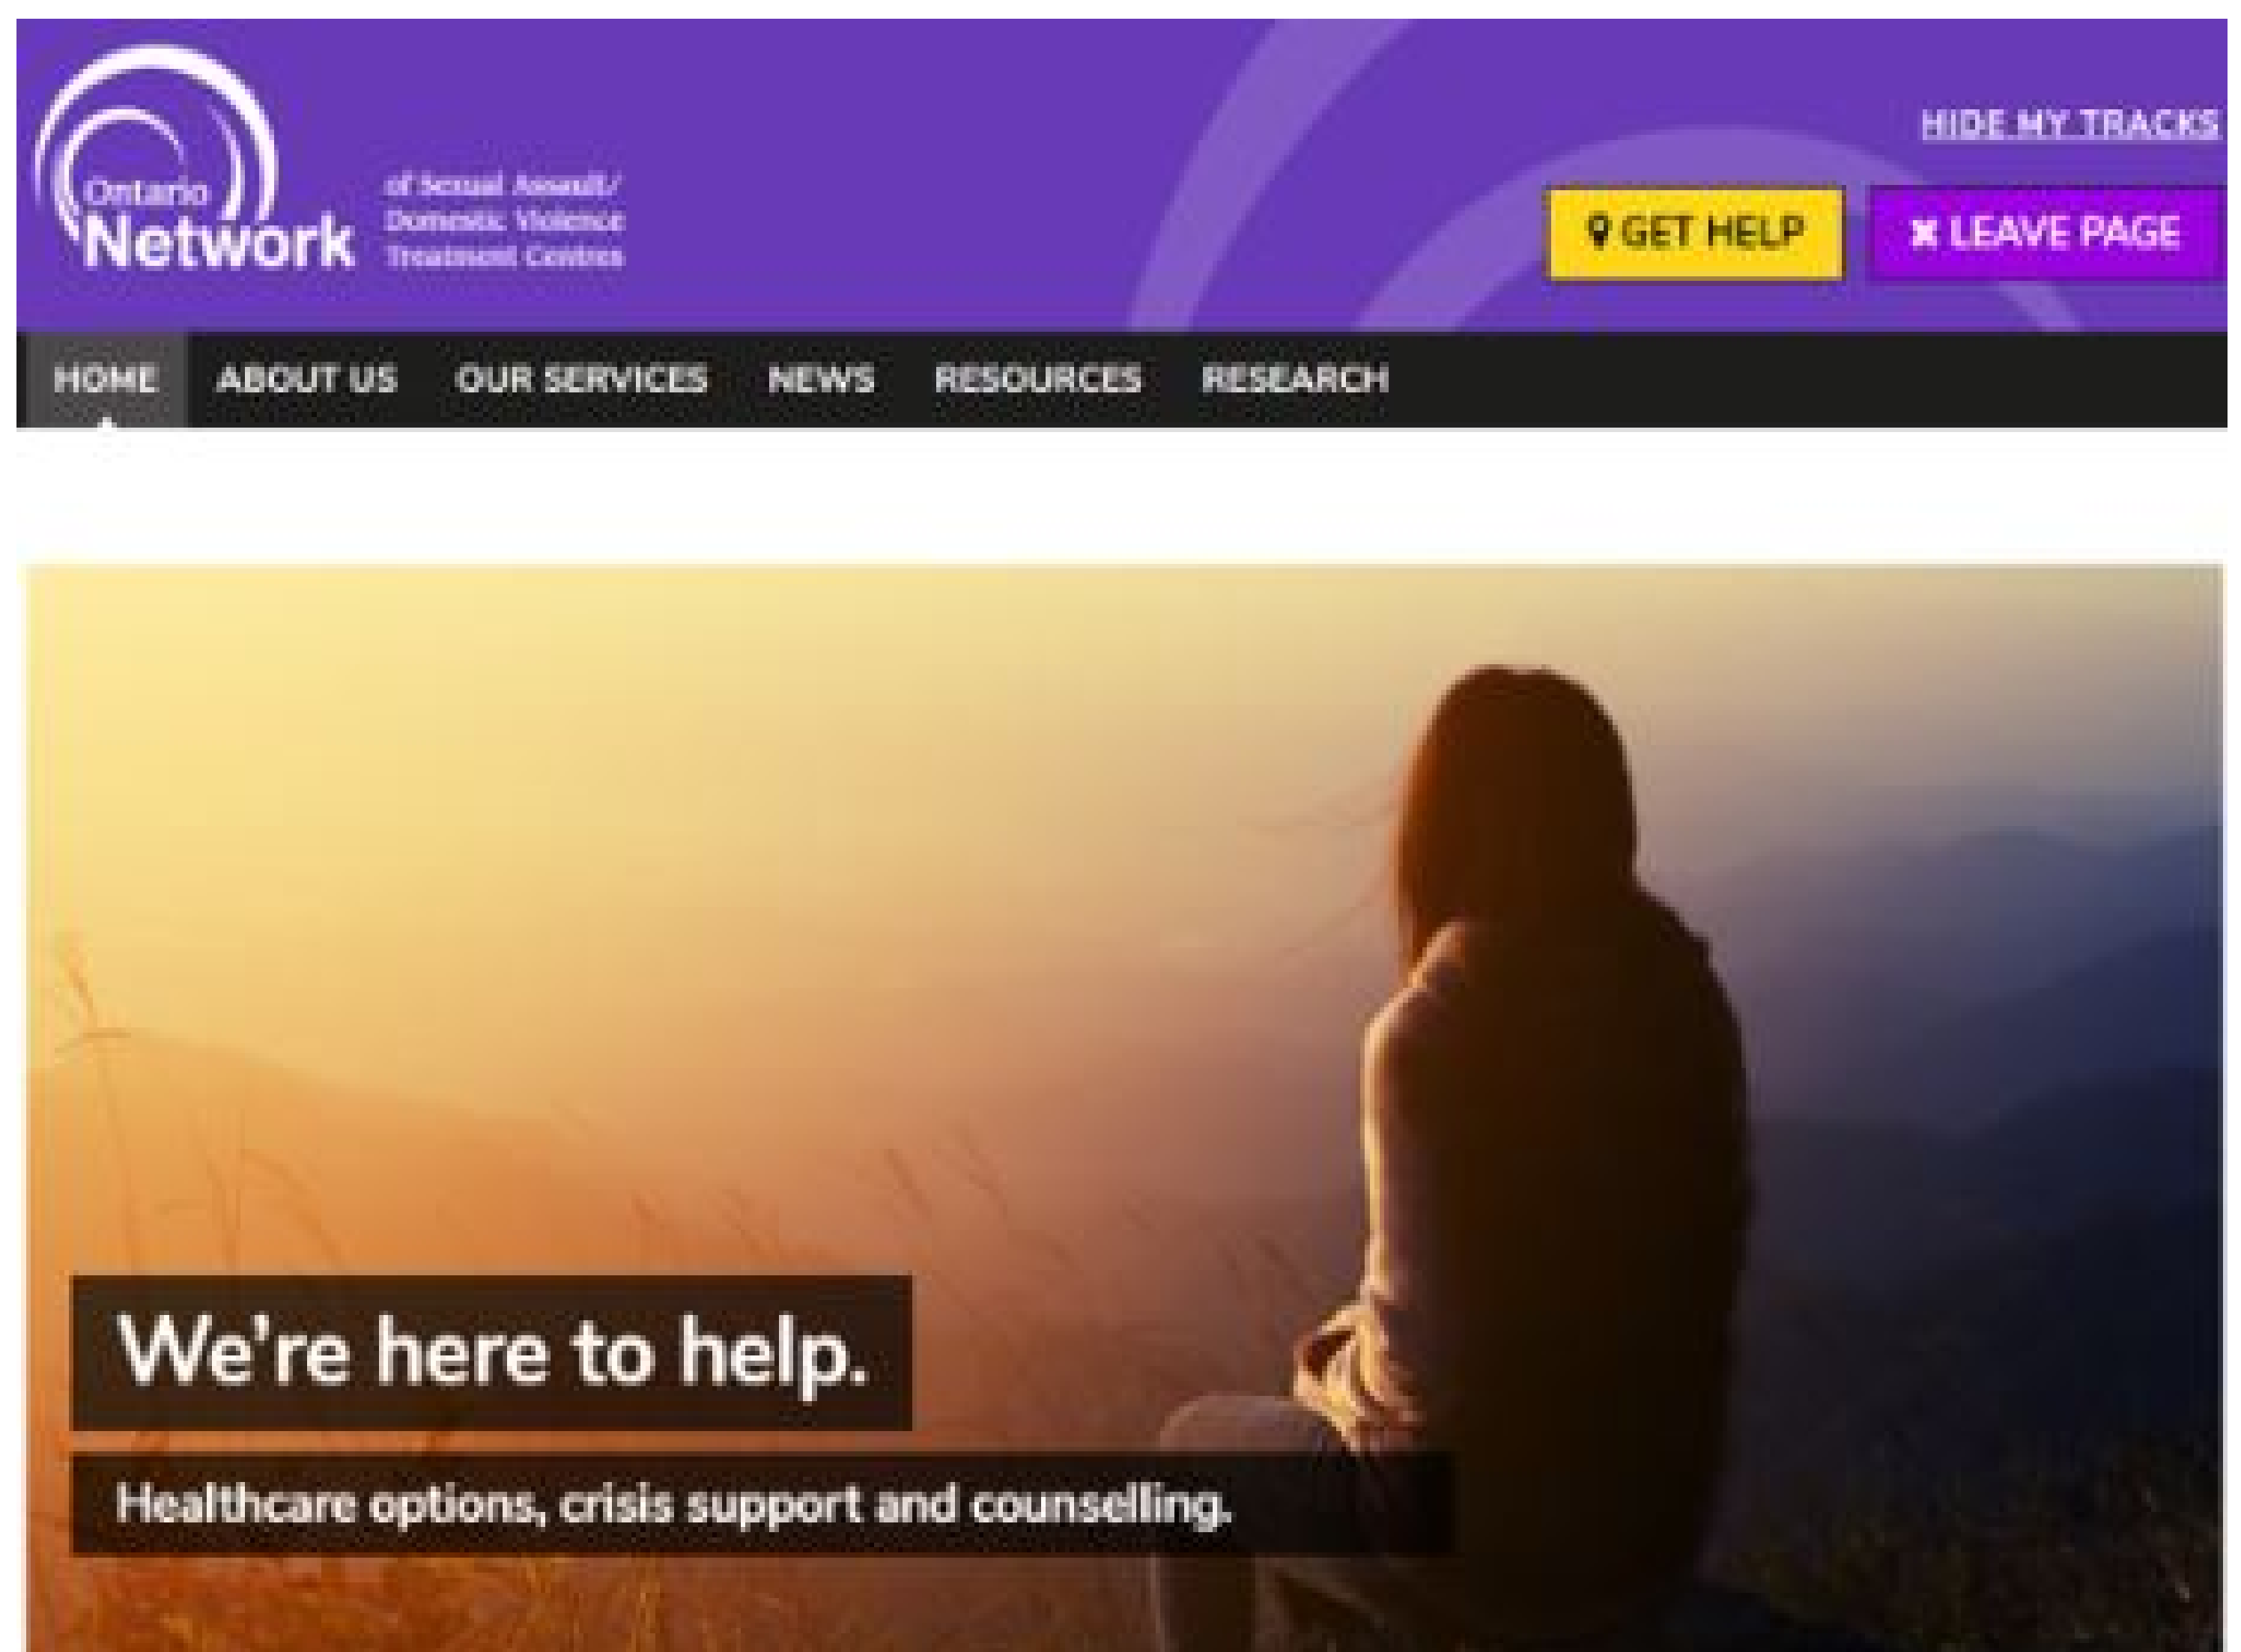 HIDE MY TRACKS
Ontario
Network
of Sexual Assault/
Domestic Violence
Treatment Centres
GET HELP
LEAVE PAGE
HOME ABOUT US OUR SERVICES NEWS RESOURCES RESEARCH
We're here to help.
Healthcare options, crisis support and counselling.